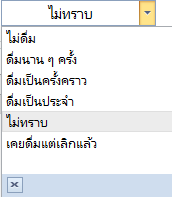 ไม่ทราบ
ไม่ดื่ม
ดื่มนาน ๆ ครั้ง
ดื่มเป็นครั้งคราว
ดื่มเป็นประจำ
ไม่ทราบ
เคยดื่มแต่เลิกแล้ว